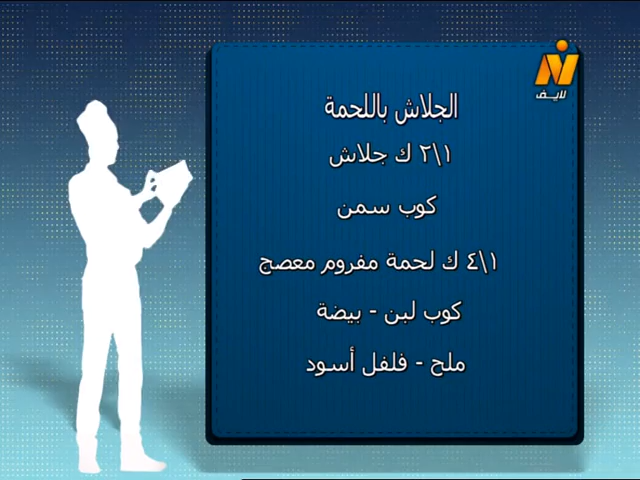 لايف
الجلاش باللحمة
١\٢ ك جلاش
كوب سمن
١\٤ ك لحمة مفروم معصج
كوب لبن - بيضة
ملح - فلفل أسود